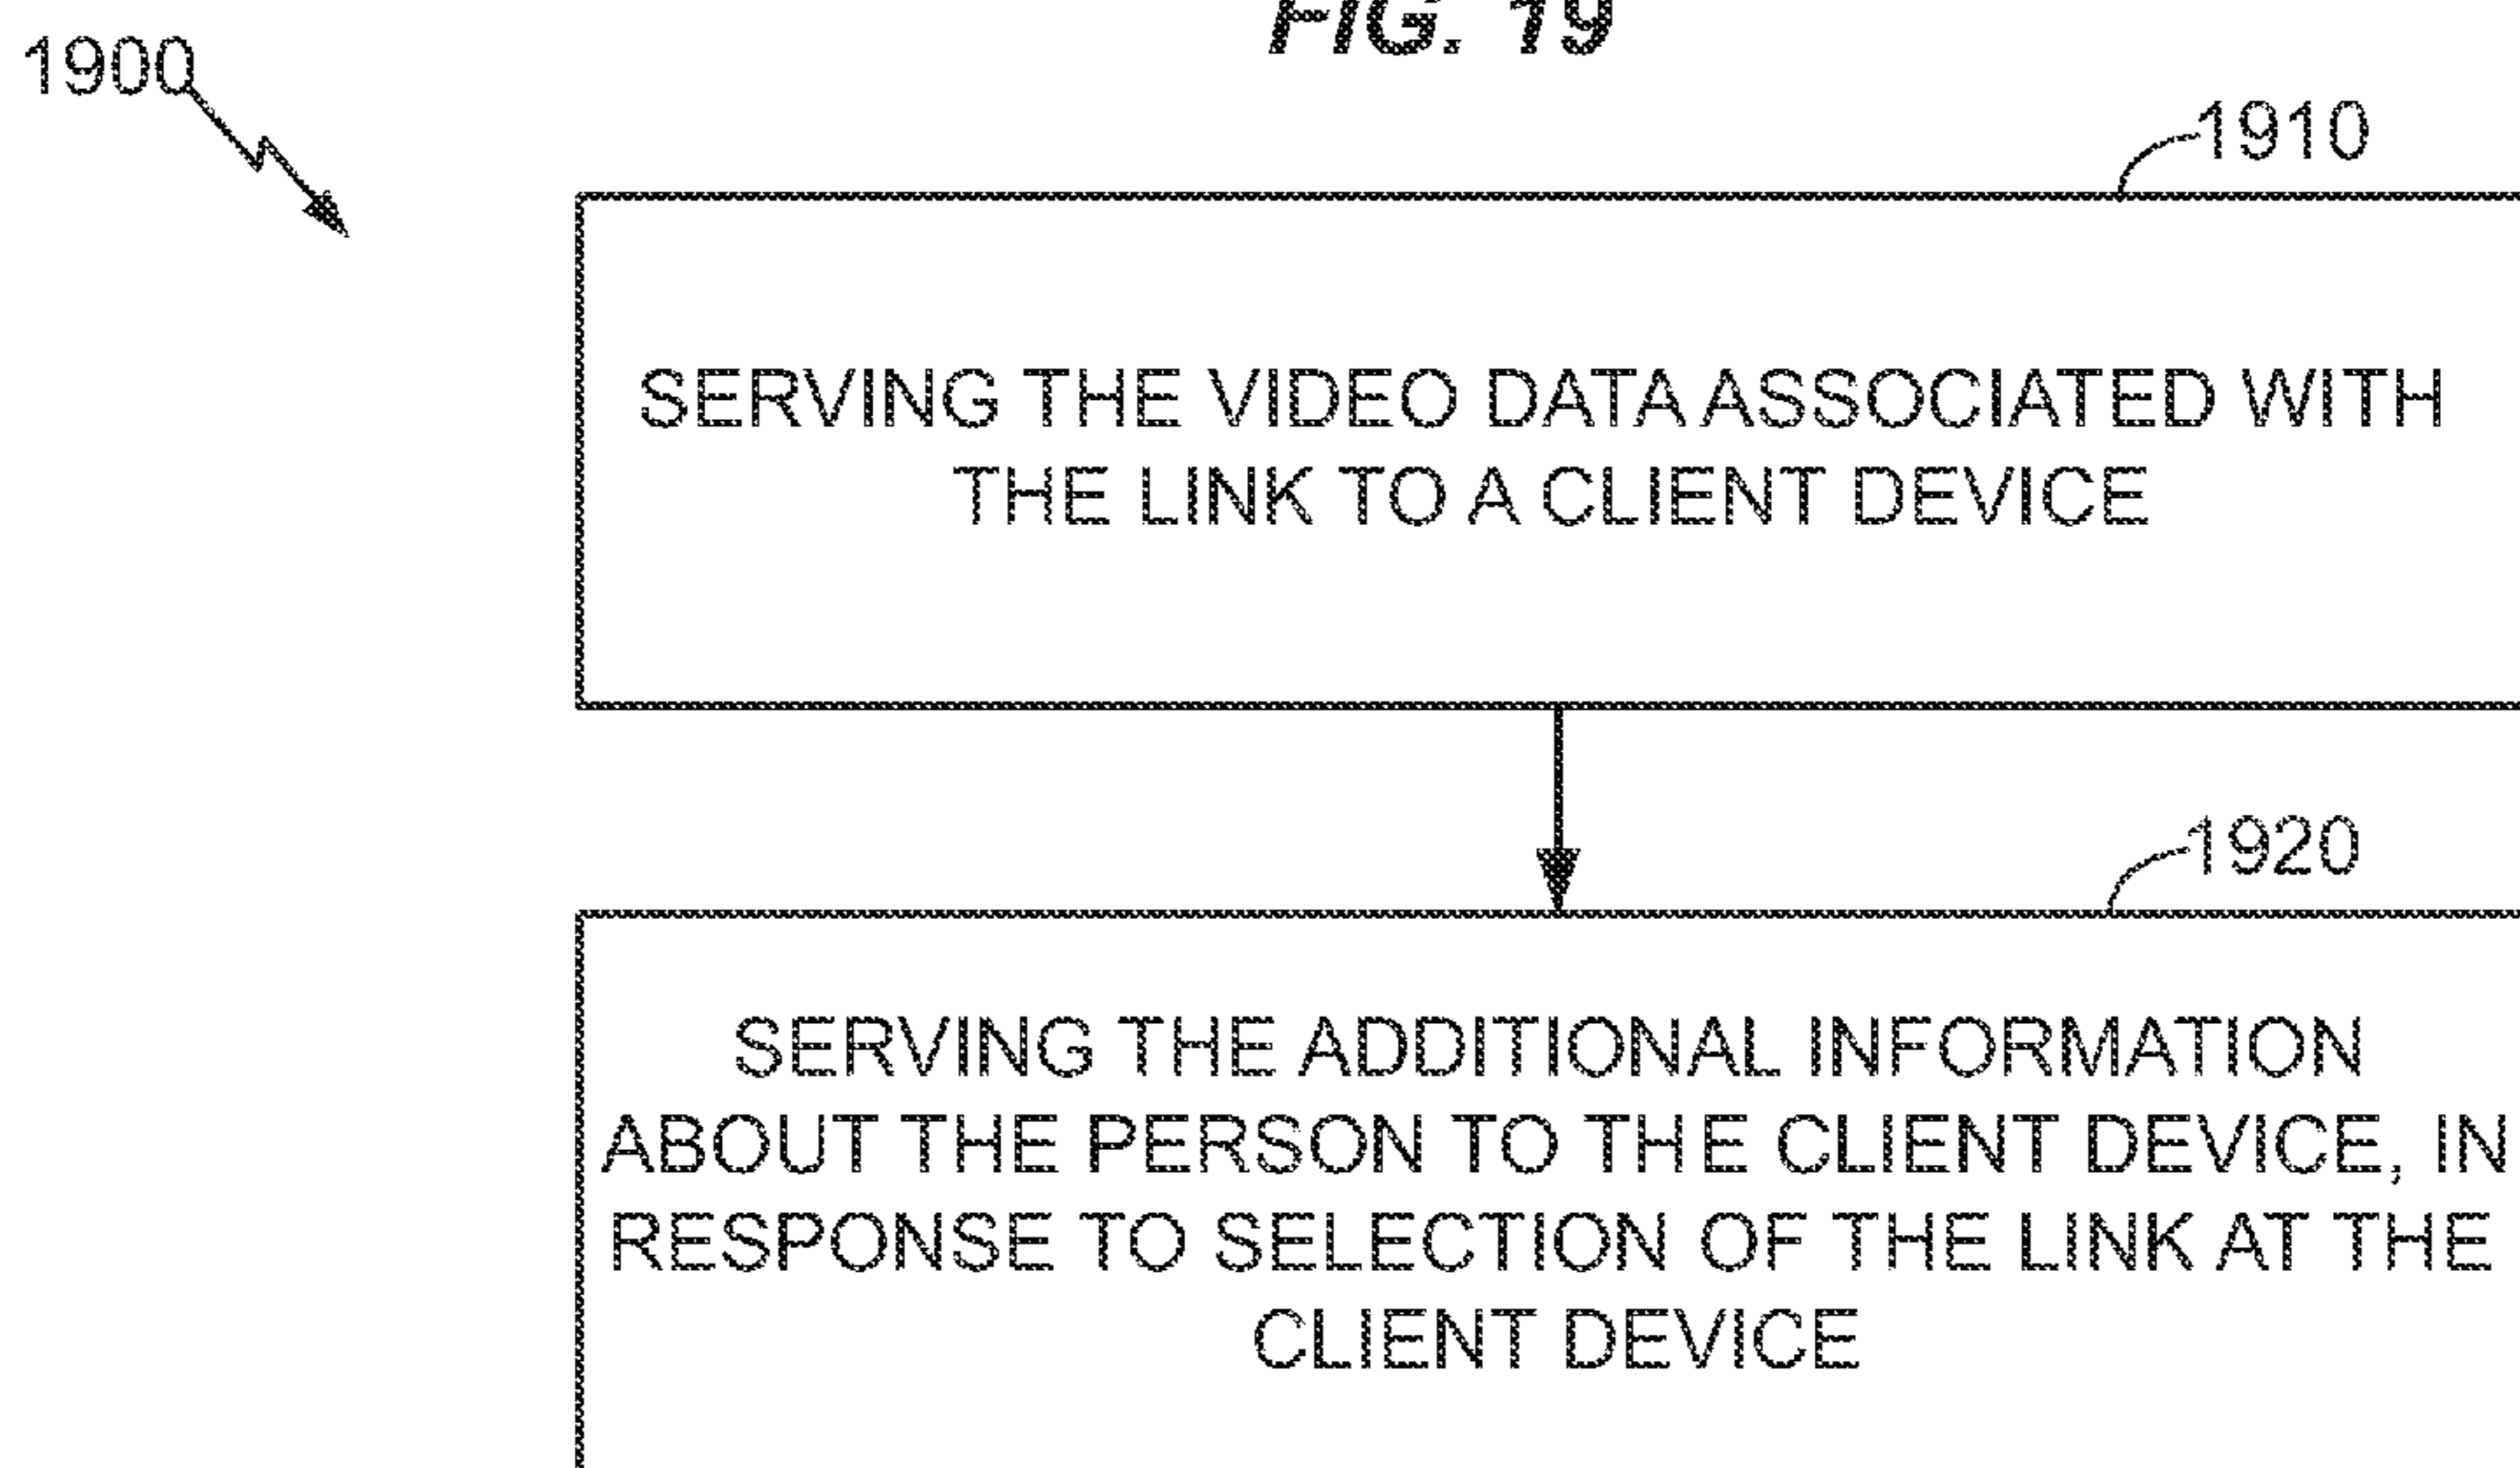 FIG. 19
1900
1910
SERVING THE VIDEO DATA ASSOCIATED WITH
THE LINK TO A CLIENT DEVICE
1920
SERVING THE ADDITIONAL INFORMATION
ABOUT THE PERSON TO THE CLIENT DEVICE, IN
RESPONSE TO SELECTION OF THE LINK AT THE
CLIENT DEVICE